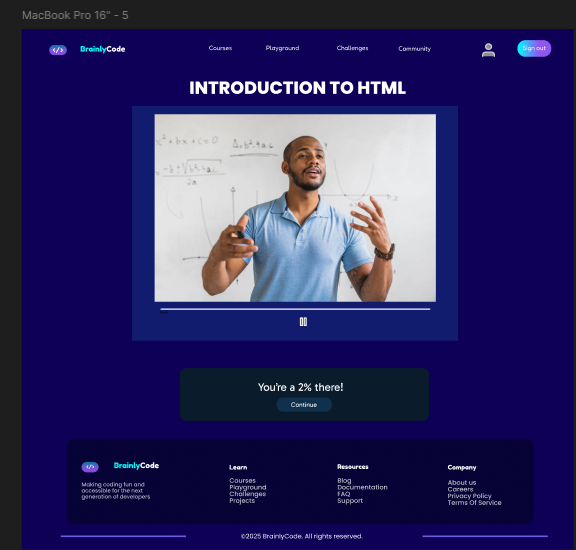 MacBook Pro 16" - 5
</> BrainlyCode Courses Playground Challenges Community Sign out
INTRODUCTION TO HTML
You're a 2% there!
Continue
</> BrainlyCode
Making coding fun and
accessible for the next
generation of developers
Learn
Courses
Playground
Challenges
Projects
Resources
Blog
Documentation
FAQ
Support
Company
About us
Careers
Privacy Policy
Terms Of Service
©2025 BrainlyCode. All rights reserved.